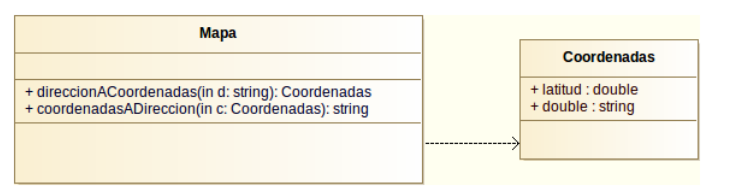 Mapa
+ direccionACoordenadas(in d: string): Coordenadas
+ coordenadasADireccion(in c: Coordenadas): string
Coordenadas
+ latitud : double
+ double : string